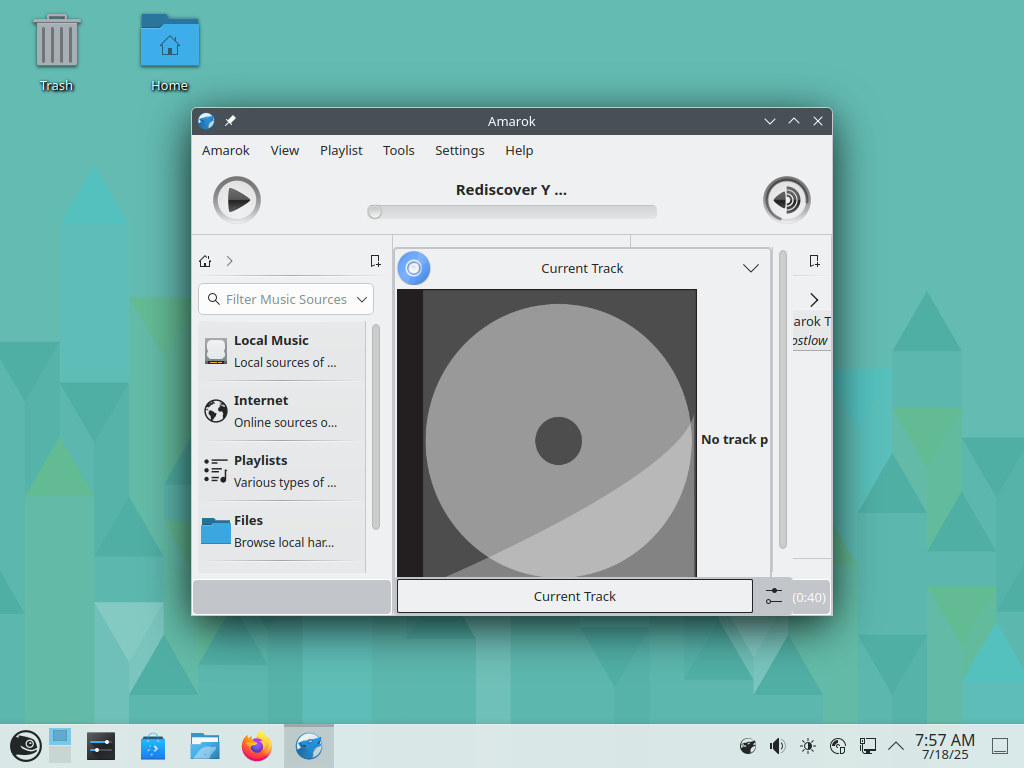 Trash
Home
Amarok
Amarok View Playlist Tools Settings Help
Rediscover Y ...
Filter Music Sources
Local Music
Local sources of ...
Internet
Online sources o...
Playlists
Various types of ...
Files
Browse local har...
Current Track
No track p
Current Track
arok T
ostlow
(0:40)
7:57 AM
7/18/25